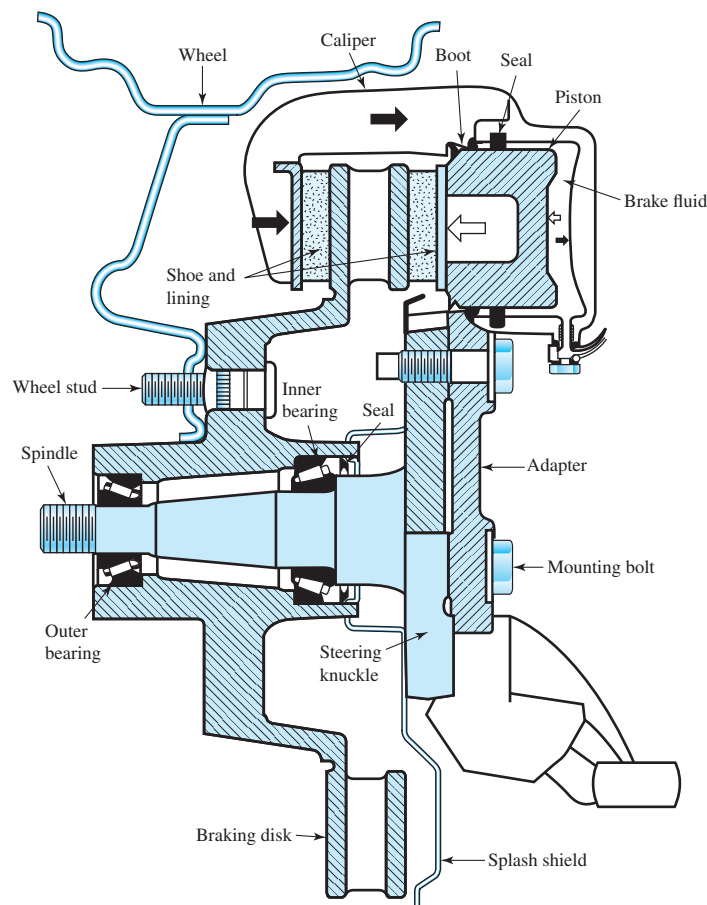 Caliper
Wheel
Boot
Seal
Piston
Brake fluid
Shoe and
lining
Wheel stud
Inner
bearing
Seal
Spindle
Adapter
Mounting bolt
Outer
bearing
Steering
knuckle
Braking disk
Splash shield